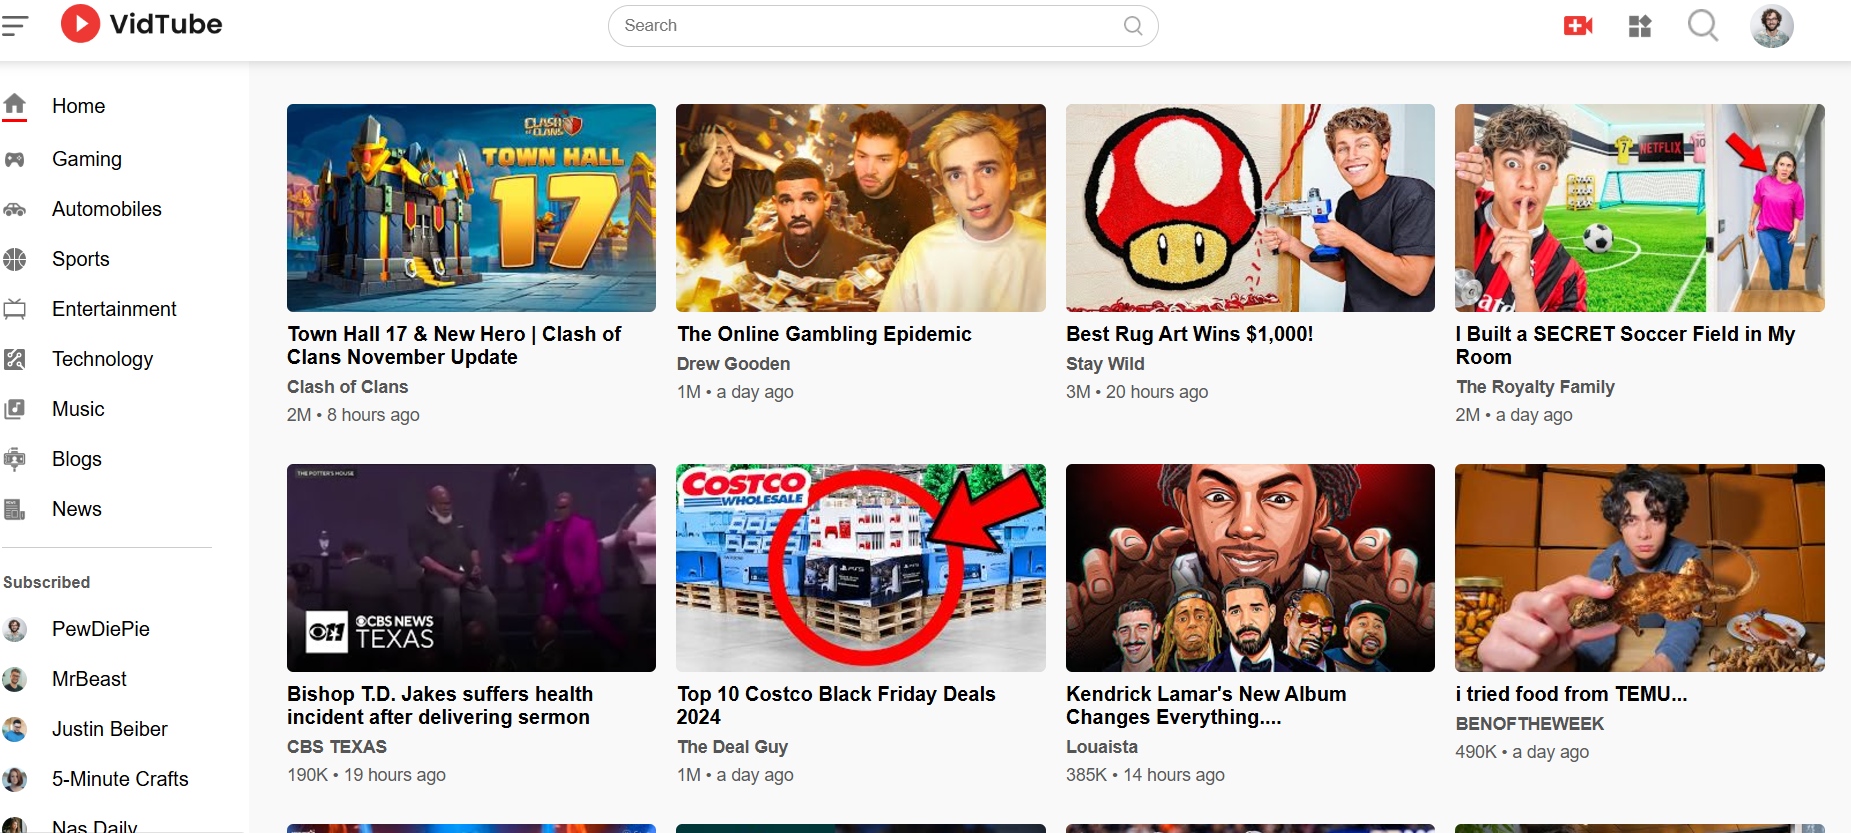 VidTube
Search
Home
Gaming
Automobiles
Sports
Entertainment
Technology
Music
Blogs
News
Subscribed
PewDiePie
MrBeast
Justin Beiber
5-Minute Crafts
Nas Daily
CLASH
OF CLANS
TOWN HALL
17
Town Hall 17 & New Hero | Clash of
Clans November Update
Clash of Clans
2M • 8 hours ago
The Online Gambling Epidemic
Drew Gooden
1M • a day ago
Best Rug Art Wins $1,000!
Stay Wild
3M • 20 hours ago
7
NETFLIX
10
I Built a SECRET Soccer Field in My
Room
The Royalty Family
2M • a day ago
THE POTTER'S HOUSE
11
CBS NEWS
TEXAS
Bishop T.D. Jakes suffers health
incident after delivering sermon
CBS TEXAS
190K • 19 hours ago
COSTCO
WHOLESALE
PS5
Top 10 Costco Black Friday Deals
2024
The Deal Guy
1M • a day ago
Kendrick Lamar's New Album
Changes Everything....
Louaista
385K • 14 hours ago
i tried food from TEMU...
BENOFTHEWEEK
490K • a day ago